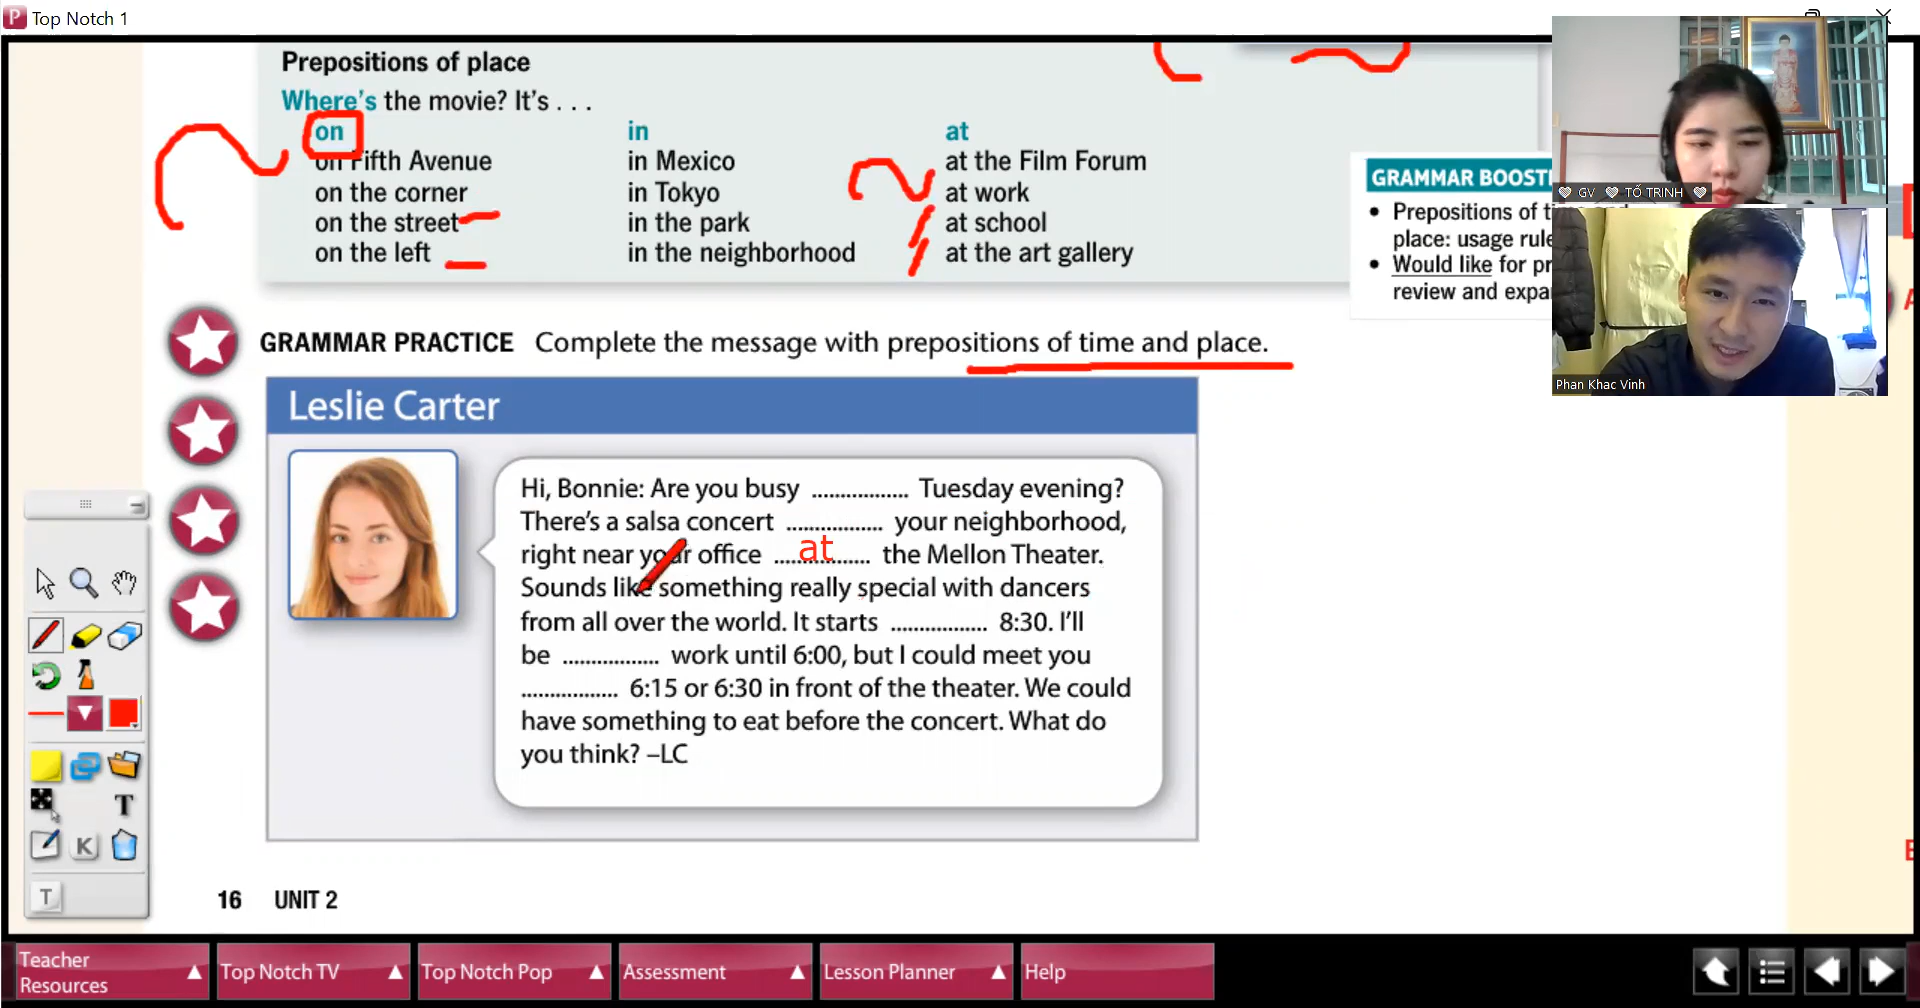 Top Notch 1
Prepositions of place
Where's the movie? It's . . .
on in at
on Fifth Avenue in Mexico at the Film Forum
on the corner in Tokyo at work
on the street in the park at school
on the left in the neighborhood at the art gallery
GRAMMAR BOOST
• Prepositions of t
place: usage rule
• Would like for pr
review and expa
GV TỐ TRINH
Phan Khac Vinh
GRAMMAR PRACTICE Complete the message with prepositions of time and place.
Leslie Carter
Hi, Bonnie: Are you busy ................. Tuesday evening?
There's a salsa concert ................. your neighborhood,
right near your office ........at........ the Mellon Theater.
Sounds like something really special with dancers
from all over the world. It starts ................. 8:30. I'll
be ................. work until 6:00, but I could meet you
................. 6:15 or 6:30 in front of the theater. We could
have something to eat before the concert. What do
you think? –LC
T
K
T
16 UNIT 2
Teacher Resources Top Notch TV Top Notch Pop Assessment Lesson Planner Help